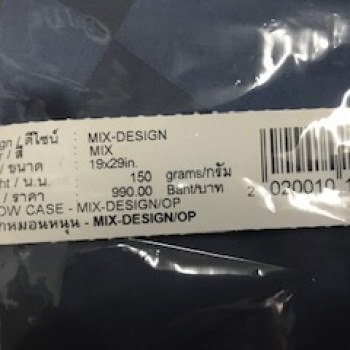 gn / ดีไซน์ MIX-DESIGN
/ สี MIX
/ ขนาด 19x29in.
ht / น.น. 150 grams/กรัม
/ ราคา 990.00 Baht/บาท
OW CASE - MIX-DESIGN/OP
กหมอนหนุน - MIX-DESIGN/OP
2 020010